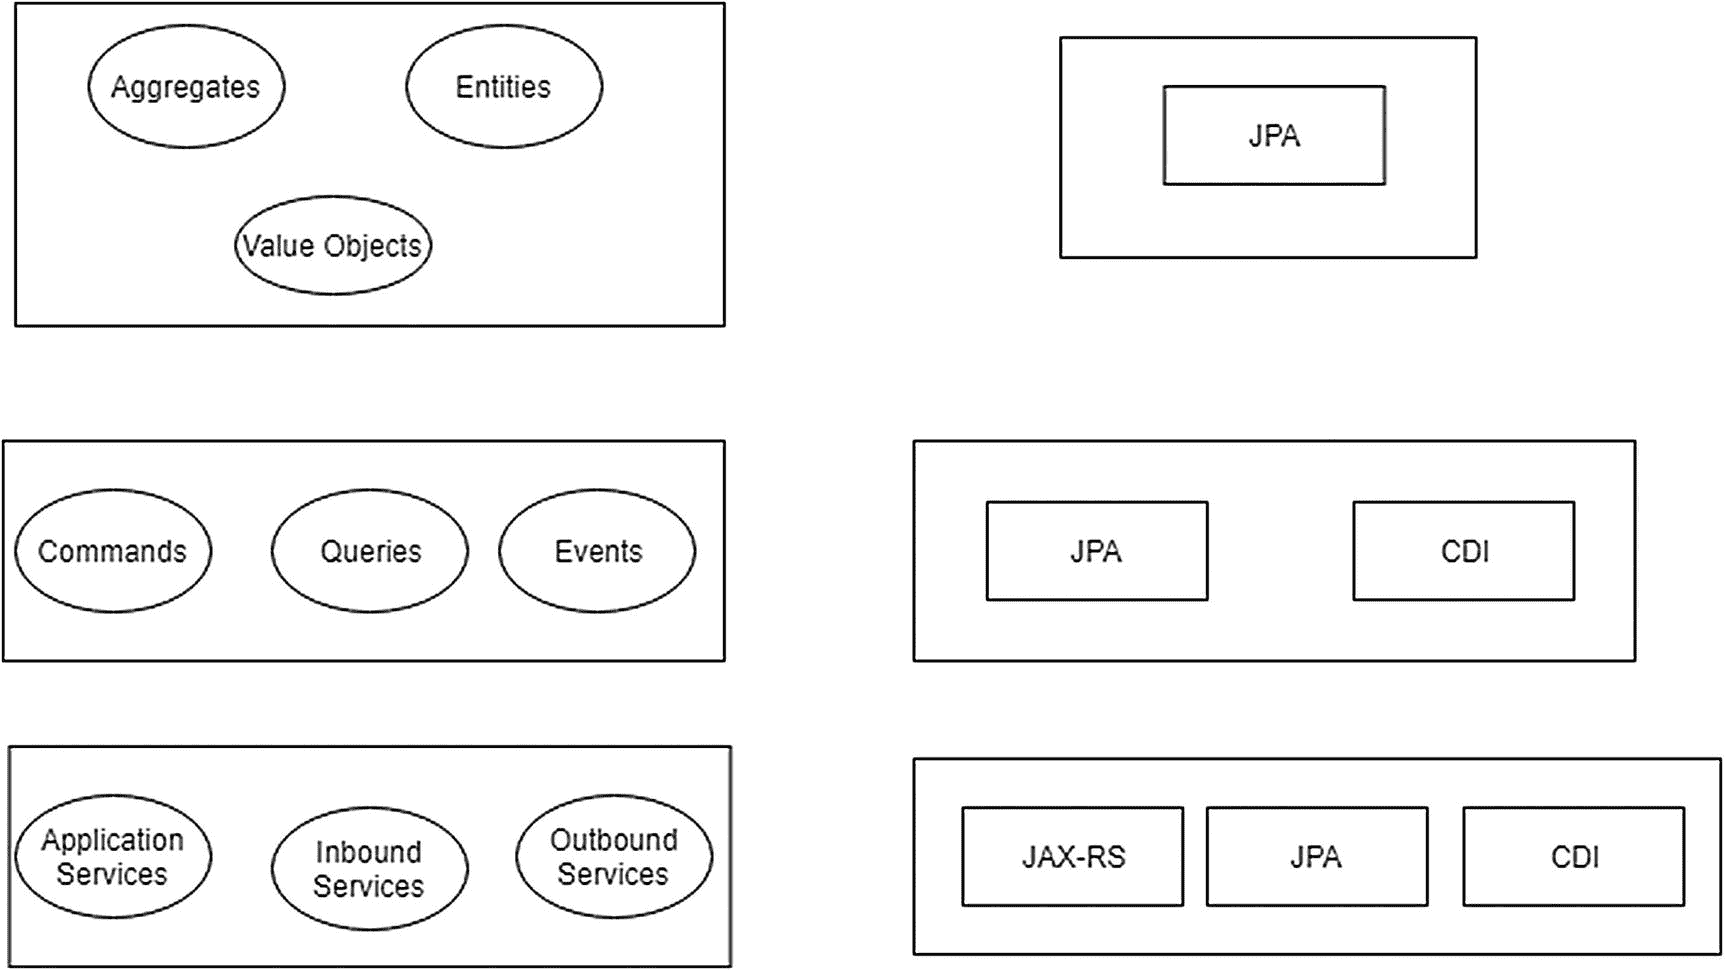 Aggregates
Entities
Value Objects
JPA
Commands
Queries
Events
JPA
CDI
Application
Services
Inbound
Services
Outbound
Services
JAX-RS
JPA
CDI